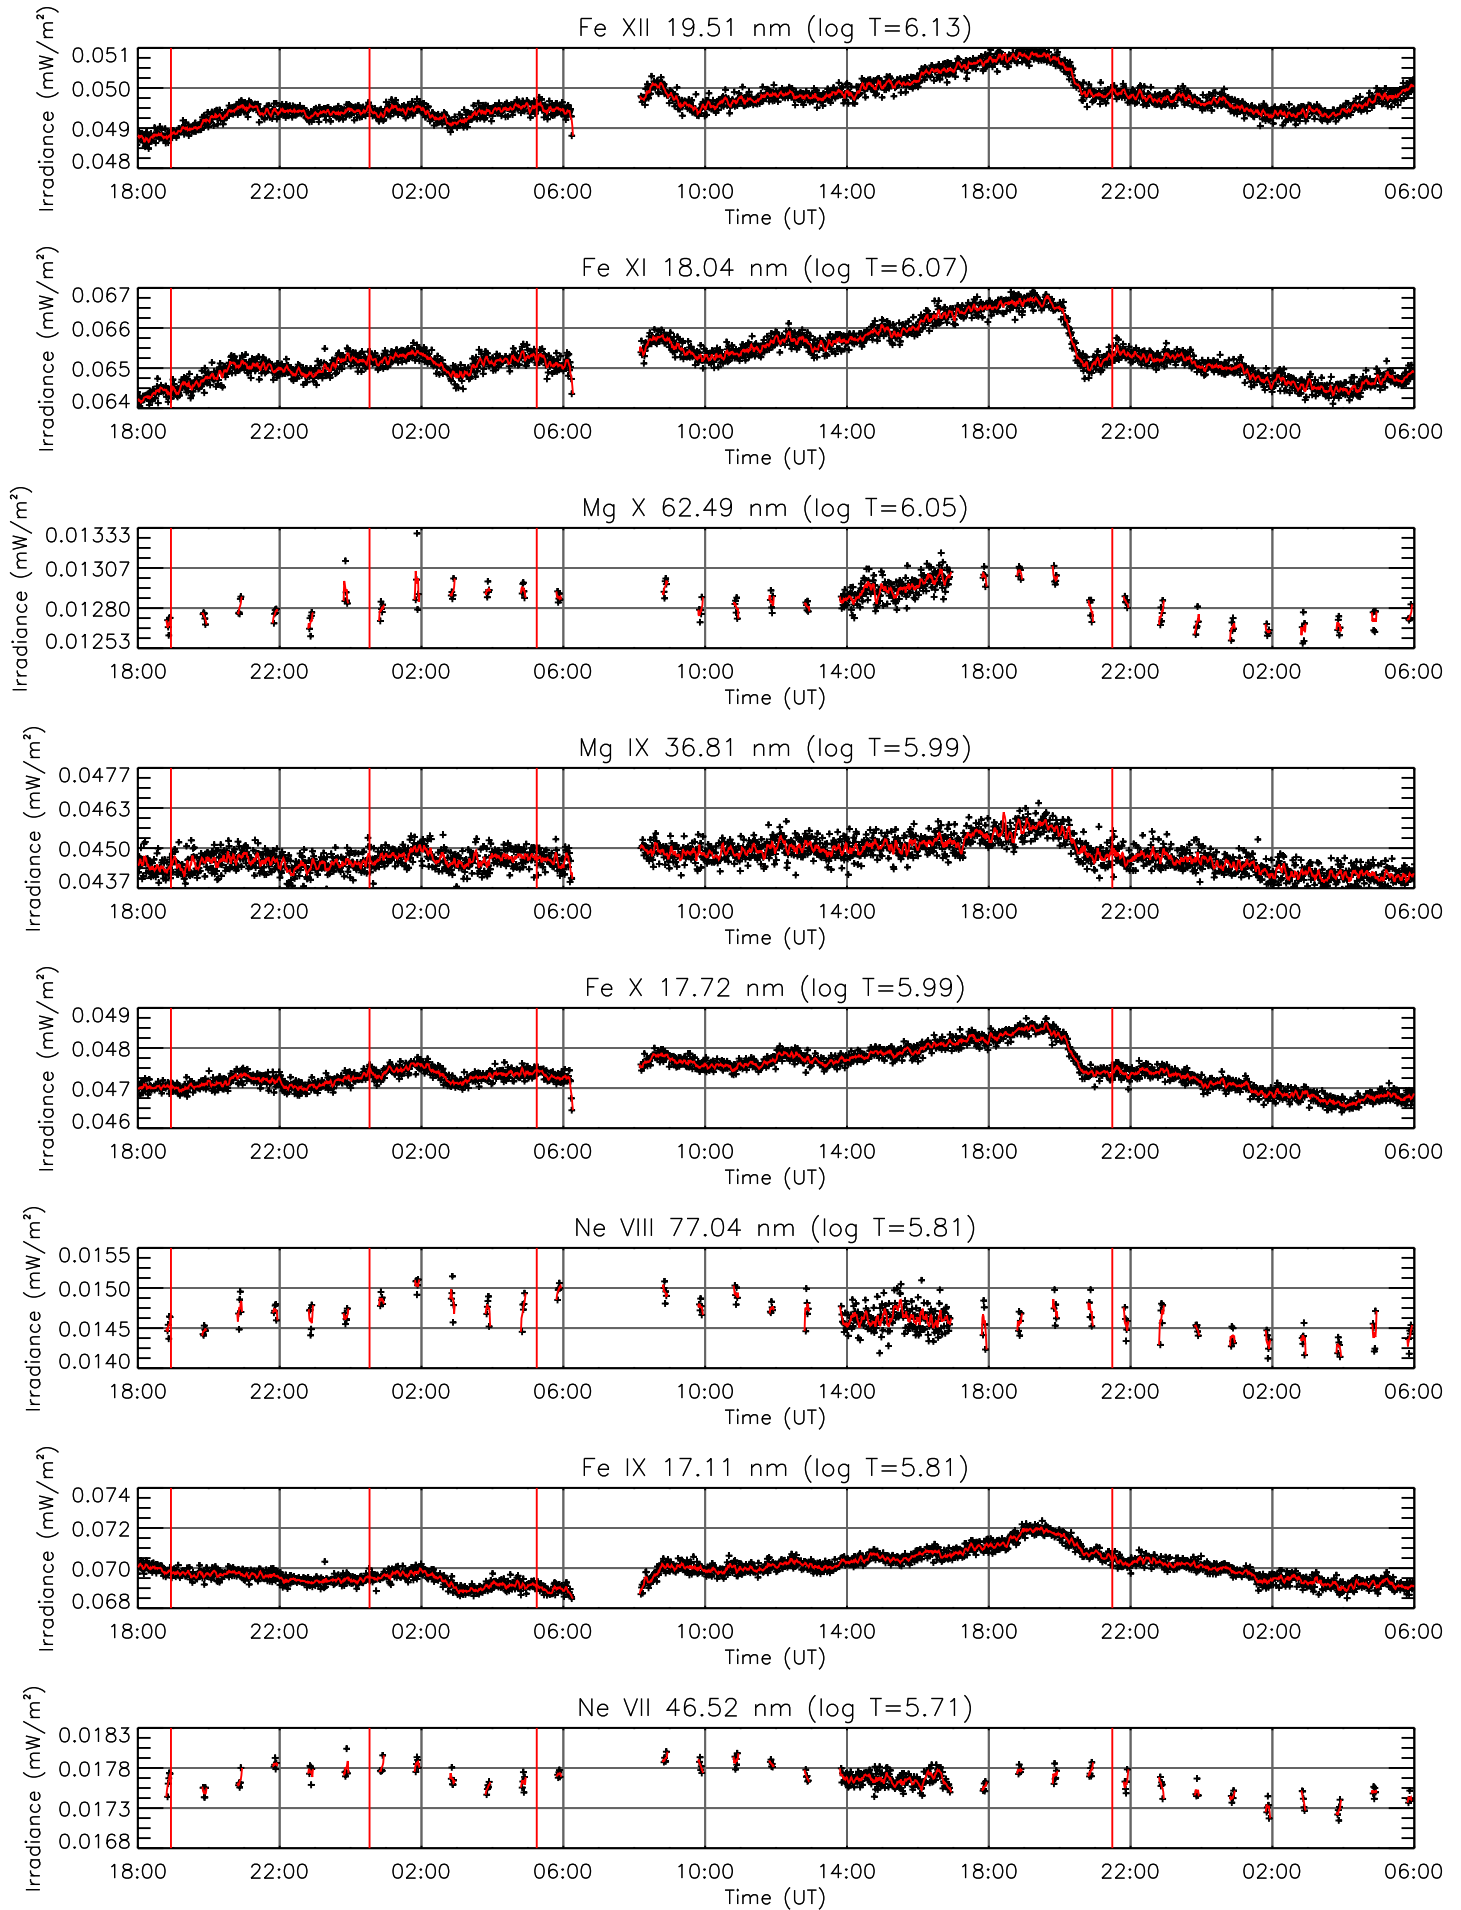 Fe XII 19.51 nm (log T=6.13)
Irradiance (mW/m²)
0.051
0.050
0.049
0.048
18:00 22:00 02:00 06:00 10:00 14:00 18:00 22:00 02:00 06:00
Time (UT)
Fe XI 18.04 nm (log T=6.07)
Irradiance (mW/m²)
0.067
0.066
0.065
0.064
18:00 22:00 02:00 06:00 10:00 14:00 18:00 22:00 02:00 06:00
Time (UT)
Mg X 62.49 nm (log T=6.05)
Irradiance (mW/m²)
0.01333
0.01307
0.01280
0.01253
18:00 22:00 02:00 06:00 10:00 14:00 18:00 22:00 02:00 06:00
Time (UT)
Mg IX 36.81 nm (log T=5.99)
Irradiance (mW/m²)
0.0477
0.0463
0.0450
0.0437
18:00 22:00 02:00 06:00 10:00 14:00 18:00 22:00 02:00 06:00
Time (UT)
Fe X 17.72 nm (log T=5.99)
Irradiance (mW/m²)
0.049
0.048
0.047
0.046
18:00 22:00 02:00 06:00 10:00 14:00 18:00 22:00 02:00 06:00
Time (UT)
Ne VIII 77.04 nm (log T=5.81)
Irradiance (mW/m²)
0.0155
0.0150
0.0145
0.0140
18:00 22:00 02:00 06:00 10:00 14:00 18:00 22:00 02:00 06:00
Time (UT)
Fe IX 17.11 nm (log T=5.81)
Irradiance (mW/m²)
0.074
0.072
0.070
0.068
18:00 22:00 02:00 06:00 10:00 14:00 18:00 22:00 02:00 06:00
Time (UT)
Ne VII 46.52 nm (log T=5.71)
Irradiance (mW/m²)
0.0183
0.0178
0.0173
0.0168
18:00 22:00 02:00 06:00 10:00 14:00 18:00 22:00 02:00 06:00
Time (UT)